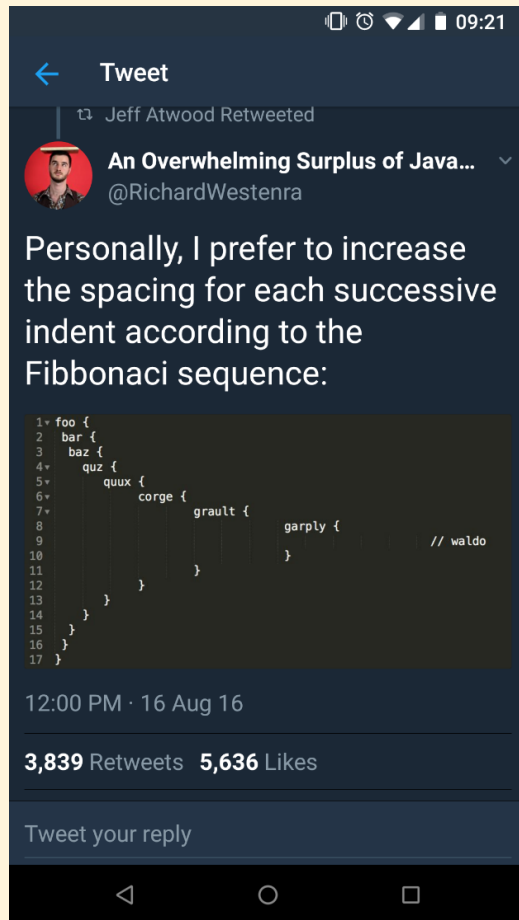 09:21
Tweet
Jeff Atwood Retweeted
An Overwhelming Surplus of Java...
@RichardWestenra
Personally, I prefer to increase
the spacing for each successive
indent according to the
Fibbonaci sequence:
1 foo {
2 bar {
3 baz {
4 quz {
5 quux {
6 corge {
7 grault {
8 garply {
9 // waldo
10 }
11 }
12 }
13 }
14 }
15 }
16 }
17 }
12:00 PM · 16 Aug 16
3,839 Retweets 5,636 Likes
Tweet your reply